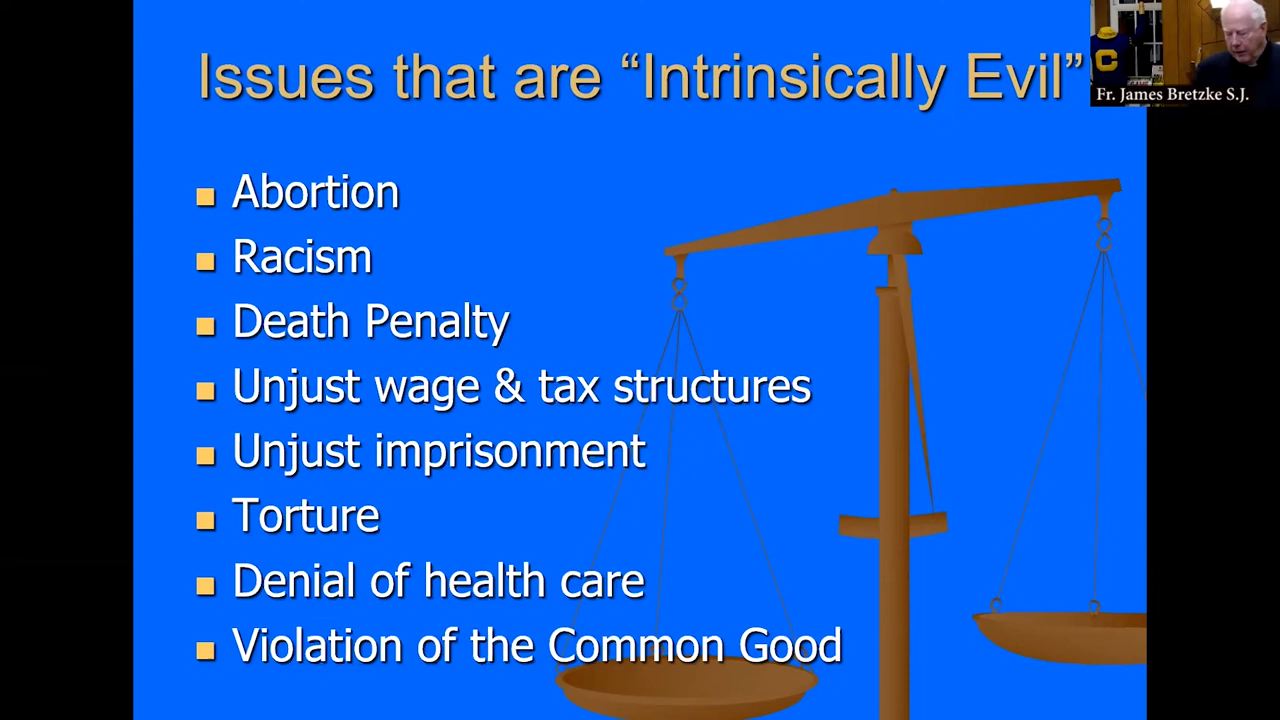 Issues that are “Intrinsically Evil”
Fr. James Bretzke S.J.
C
Abortion
Racism
Death Penalty
Unjust wage & tax structures
Unjust imprisonment
Torture
Denial of health care
Violation of the Common Good